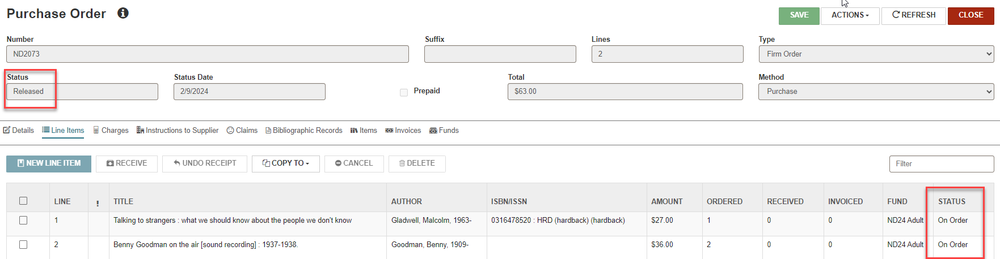 Purchase Order
SAVE ACTIONS REFRESH CLOSE
Number Suffix Lines Type
ND2073 2 Firm Order
Status Status Date Total Method
Released 2/9/2024 Prepaid $63.00 Purchase
Details Line Items Charges Instructions to Supplier Claims Bibliographic Records Items Invoices Funds
NEW LINE ITEM RECEIVE UNDO RECEIPT COPY TO CANCEL DELETE Filter
LINE ! TITLE AUTHOR ISBN/ISSN AMOUNT ORDERED RECEIVED INVOICED FUND STATUS
1 Talking to strangers : what we should know about the people we don't know Gladwell, Malcolm, 1963- 0316478520 : HRD (hardback) (hardback) $27.00 1 0 0 ND24 Adult On Order
2 Benny Goodman on the air [sound recording] : 1937-1938. Goodman, Benny, 1909- $36.00 2 0 0 ND24 Adult On Order